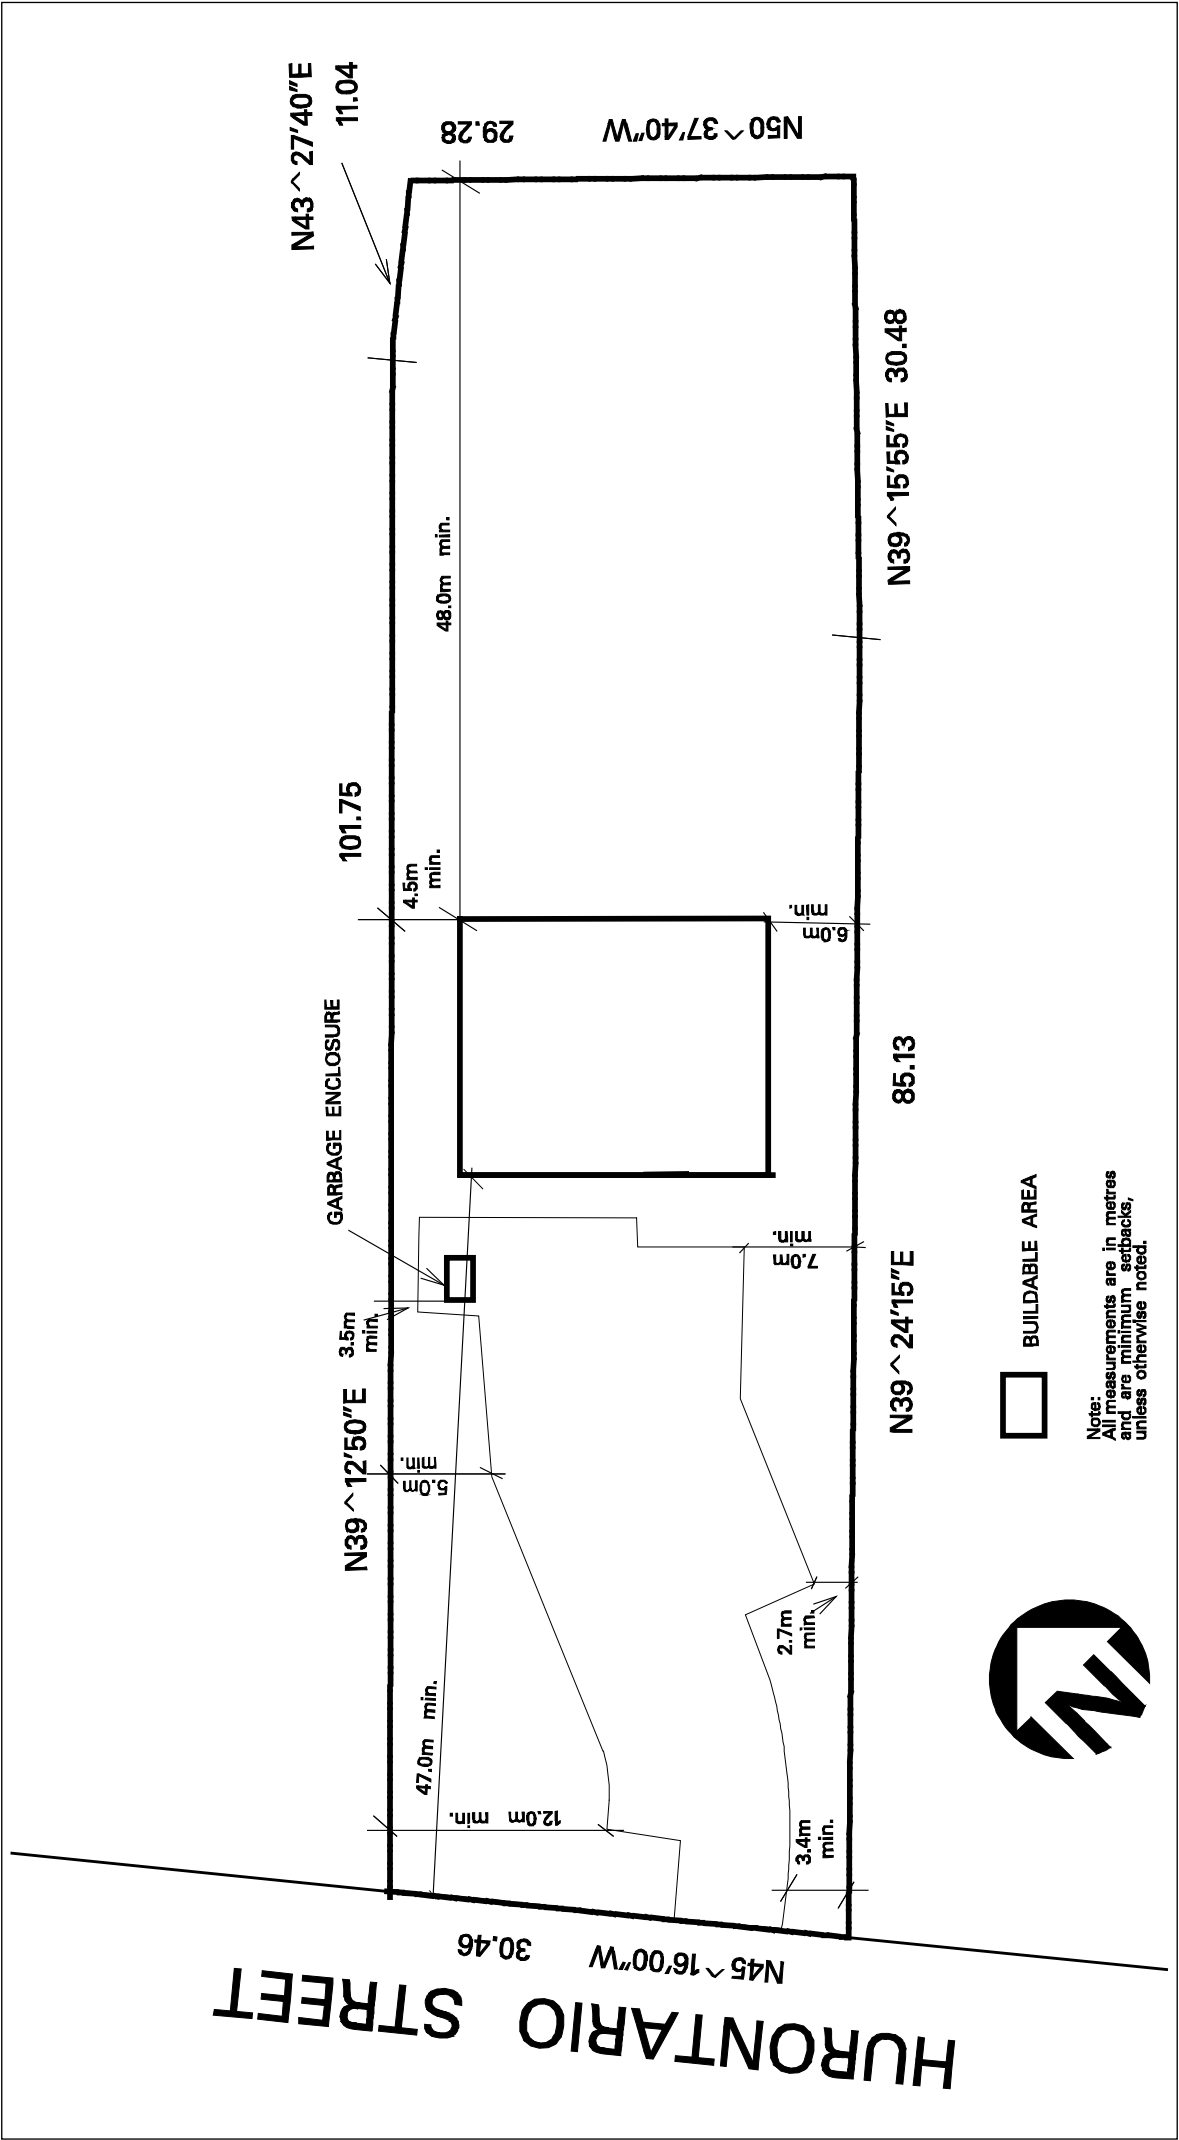 N43^27'40"E
11.04
29.28
N50^37'40"W
48.0m min.
N39^15'55"E 30.48
101.75
4.5m
min.
6.0m
min.
GARBAGE ENCLOSURE
85.13
7.0m
min.
3.5m
min.
N39^12'50"E
5.0m
min.
N39^24'15"E
2.7m
min.
47.0m min.
12.0m min.
3.4m
min.
30.46
N45^16'00"W
HURONTARIO STREET
BUILDABLE AREA
Note:
All measurements are in metres
and are minimum setbacks,
unless otherwise noted.
N